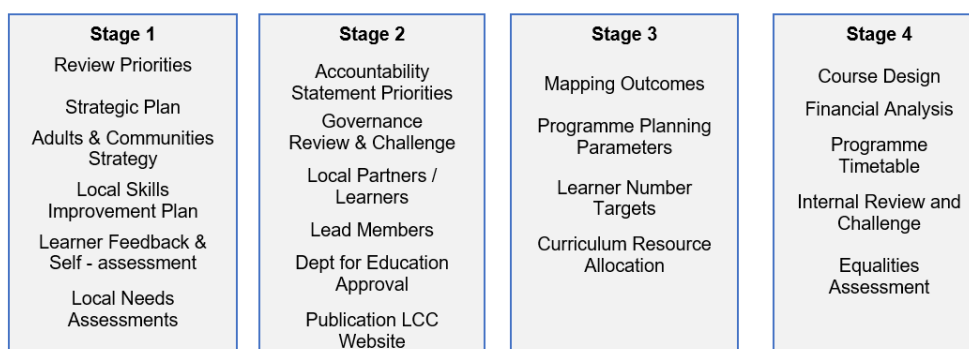 Stage 1
Review Priorities
Strategic Plan
Adults & Communities
Strategy
Local Skills
Improvement Plan
Learner Feedback &
Self - assessment
Local Needs
Assessments
Stage 2
Accountability
Statement Priorities
Governance
Review & Challenge
Local Partners /
Learners
Lead Members
Dept for Education
Approval
Publication LCC
Website
Stage 3
Mapping Outcomes
Programme Planning
Parameters
Learner Number
Targets
Curriculum Resource
Allocation
Stage 4
Course Design
Financial Analysis
Programme
Timetable
Internal Review and
Challenge
Equalities
Assessment